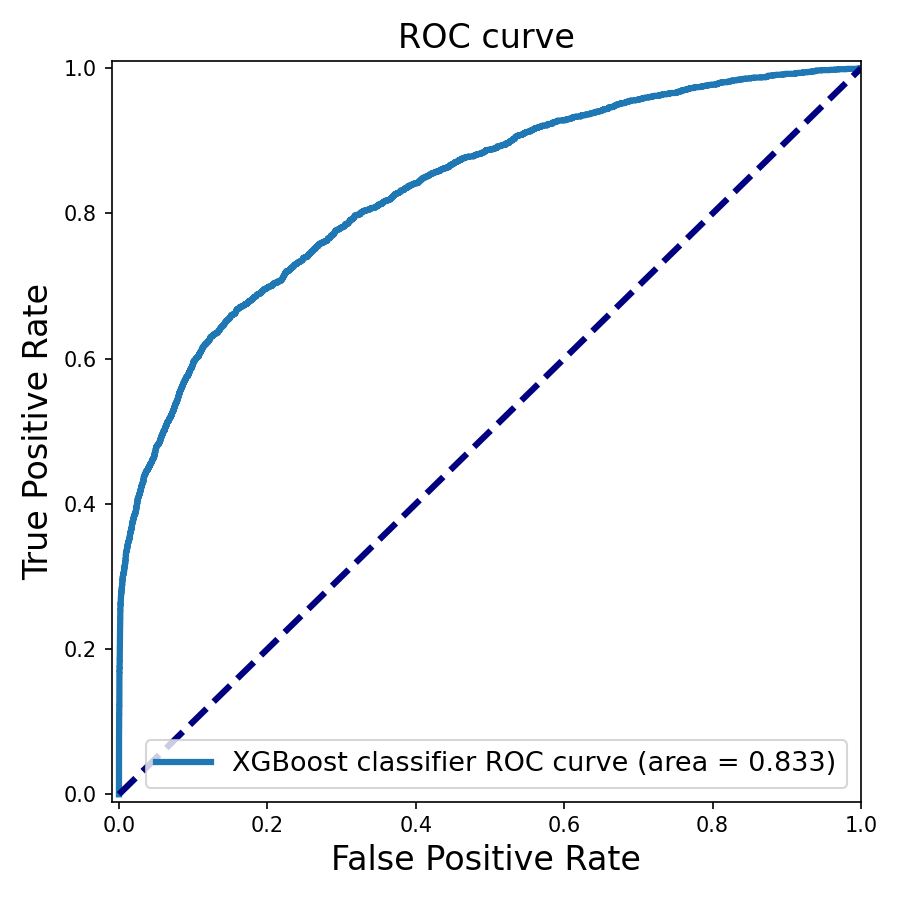 ROC curve
True Positive Rate
1.0
0.8
0.6
0.4
0.2
0.0
XGBoost classifier ROC curve (area = 0.833)
0.0 0.2 0.4 0.6 0.8 1.0
False Positive Rate